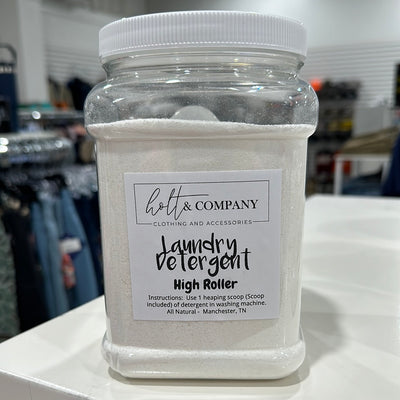 holt & COMPANY
CLOTHING AND ACCESSORIES
Laundry
Detergent
High Roller
Instructions: Use 1 heaping scoop (Scoop
included) of detergent in washing machine.
All Natural - Manchester, TN